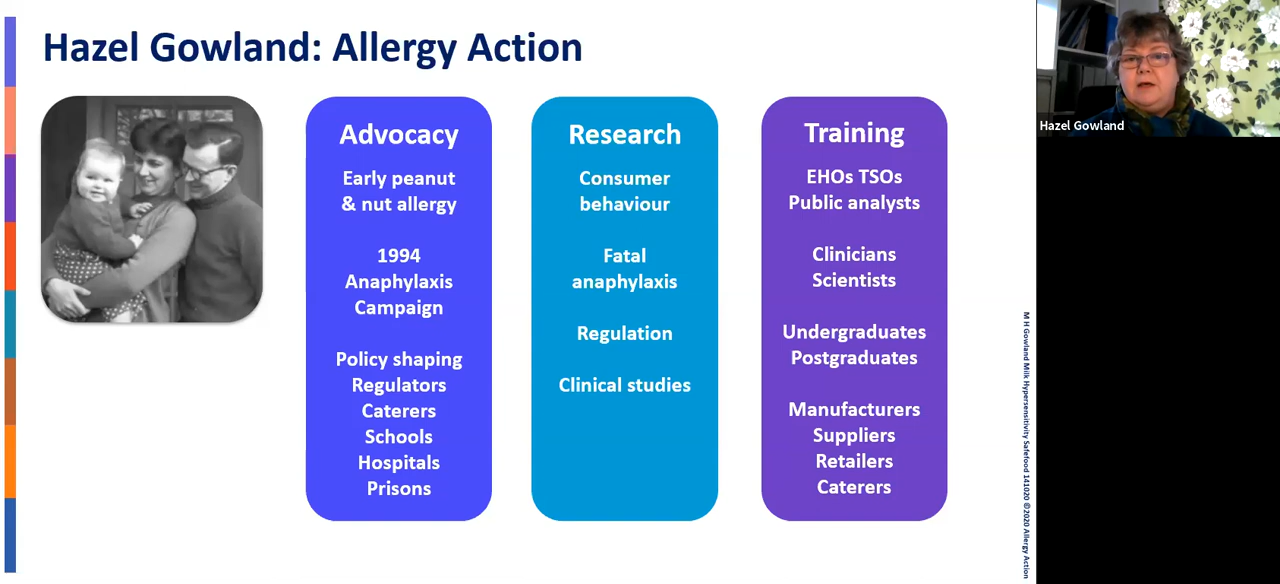 Hazel Gowland: Allergy Action
Advocacy
Early peanut
& nut allergy
1994
Anaphylaxis
Campaign
Policy shaping
Regulators
Caterers
Schools
Hospitals
Prisons
Research
Consumer
behaviour
Fatal
anaphylaxis
Regulation
Clinical studies
Training
EHOs TSOs
Public analysts
Clinicians
Scientists
Undergraduates
Postgraduates
Manufacturers
Suppliers
Retailers
Caterers
M H Gowland Milk Hypersensitivity Safefood 141020 ©2020 Allergy Action
Hazel Gowland